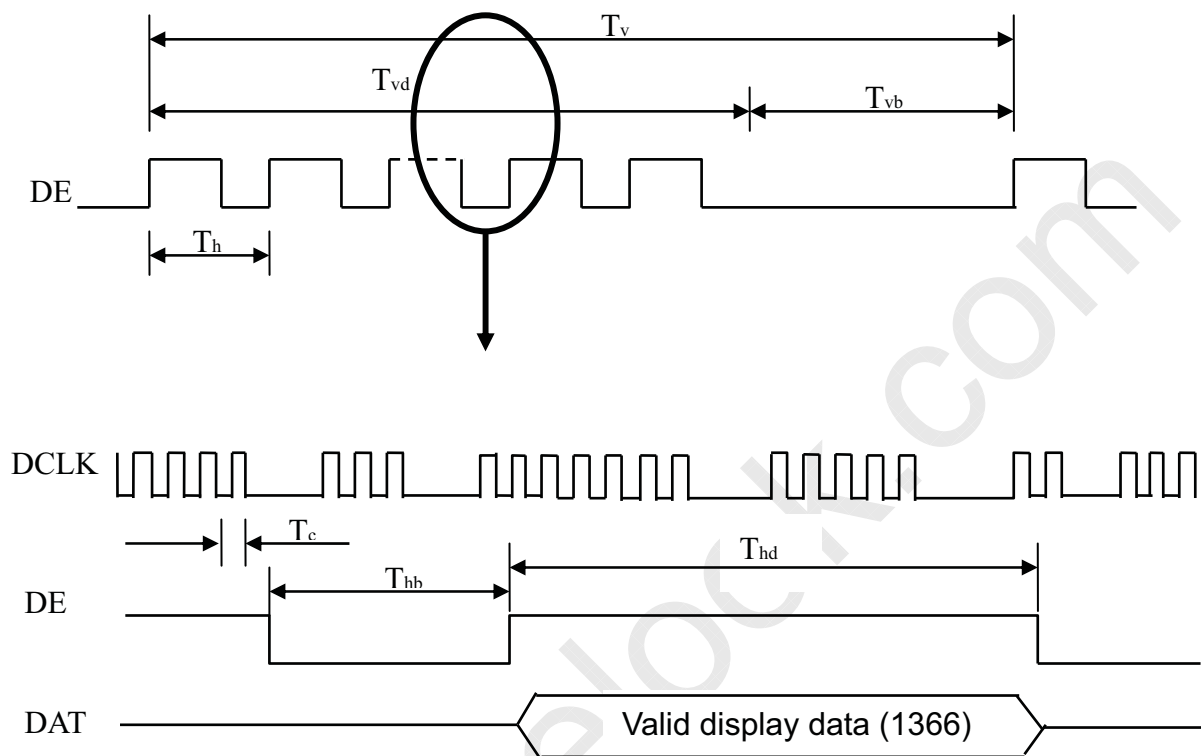 Tv
Tvd
Tvb
DE
Th
DCLK
Tc
Thd
Thb
DE
DAT
Valid display data (1366)